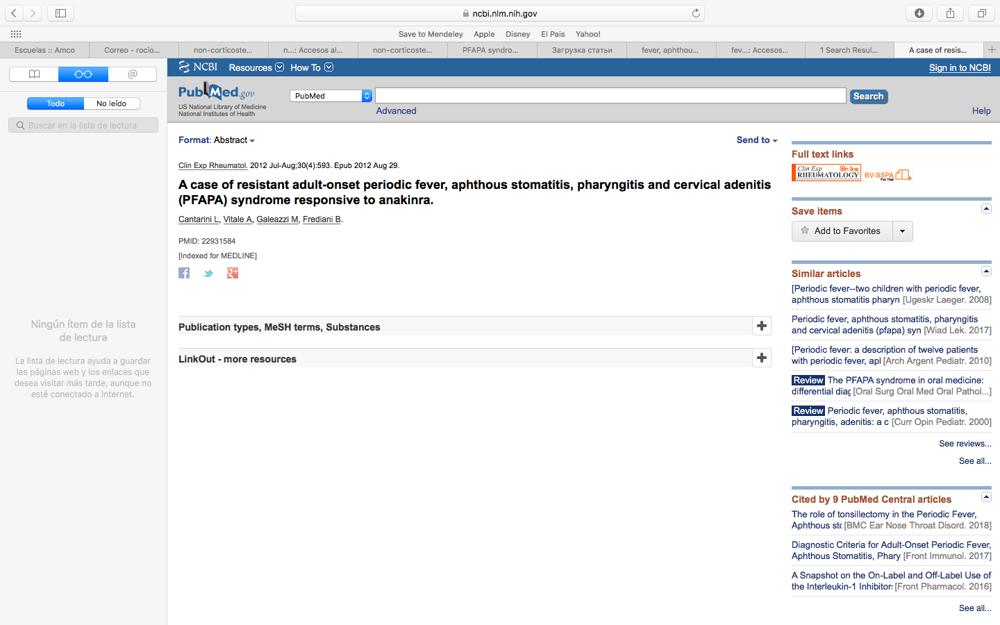 ncbi.nlm.nih.gov
Save to Mendeley Apple Disney El Pais Yahoo!
Escuelas :: Amco
Correo - rocio...
non-corticoste...
n...: Accesos al...
non-corticoste...
PFAPA syndro...
Загрузка статьи
fever, aphthou...
fev...: Accesos...
1 Search Resul...
A case of resis...
@
Todo
No leído
Buscar en la lista de lectura
Ningún ítem de la lista
de lectura
La lista de lectura ayuda a guardar
las páginas web y los enlaces que
desea visitar más tarde, aunque no
esté conectado a Internet.
NCBI Resources How To
Sign in to NCBI
PubMed.gov
US National Library of Medicine
National Institutes of Health
PubMed
Search
Advanced
Help
Format: Abstract
Send to
Clin Exp Rheumatol. 2012 Jul-Aug;30(4):593. Epub 2012 Aug 29.
A case of resistant adult-onset periodic fever, aphthous stomatitis, pharyngitis and cervical adenitis
(PFAPA) syndrome responsive to anakinra.
Cantarini L, Vitale A, Galeazzi M, Frediani B.
PMID: 22931584
[Indexed for MEDLINE]
Publication types, MeSH terms, Substances
LinkOut - more resources
Full text links
Clin Exp On line
RHEUMATOLOGY
BV-SSPA
Full Text
Save items
Add to Favorites
Similar articles
[Periodic fever--two children with periodic fever,
aphthous stomatitis pharyn [Ugeskr Laeger. 2008]
Periodic fever, aphthous stomatitis, pharyngitis
and cervical adenitis (pfapa) syn [Wiad Lek. 2017]
[Periodic fever: a description of twelve patients
with periodic fever, apl [Arch Argent Pediatr. 2010]
Review The PFAPA syndrome in oral medicine:
differential diag [Oral Surg Oral Med Oral Pathol...]
Review Periodic fever, aphthous stomatitis,
pharyngitis, adenitis: a c [Curr Opin Pediatr. 2000]
See reviews...
See all...
Cited by 9 PubMed Central articles
The role of tonsillectomy in the Periodic Fever,
Aphthous sto [BMC Ear Nose Throat Disord. 2018]
Diagnostic Criteria for Adult-Onset Periodic Fever,
Aphthous Stomatitis, Phary [Front Immunol. 2017]
A Snapshot on the On-Label and Off-Label Use of
the Interleukin-1 Inhibitors [Front Pharmacol. 2016]
See all...